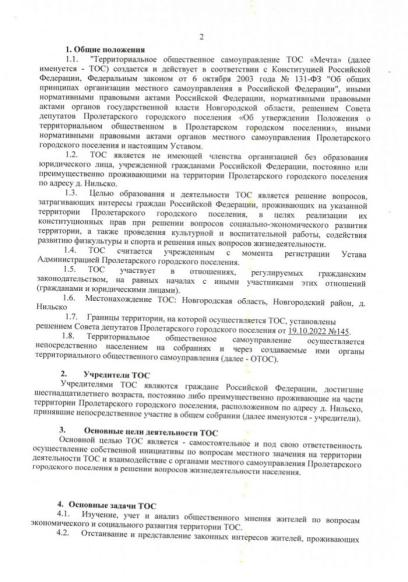 2
1. Общие положения
1.1. "Территориальное общественное самоуправление ТОС «Мечта» (далее
именуется - ТОС) создается и действует в соответствии с Конституцией Российской
Федерации, Федеральным законом от 6 октября 2003 года № 131-ФЗ "Об общих
принципах организации местного самоуправления в Российской Федерации", иными
нормативными правовыми актами Российской Федерации, нормативными правовыми
актами органов государственной власти Новгородской области, решением Совета
депутатов Пролетарского городского поселения «Об утверждении Положения о
территориальном общественном в Пролетарском городском поселении», иными
нормативными правовыми актами органов местного самоуправления Пролетарского
городского поселения и настоящим Уставом.
1.2. ТОС является не имеющей членства организацией без образования
юридического лица, учрежденной гражданами Российской Федерации, постоянно или
преимущественно проживающими на территории Пролетарского городского поселения
по адресу д. Нильско.
1.3. Целью образования и деятельности ТОС является решение вопросов,
затрагивающих интересы граждан Российской Федерации, проживающих на указанной
территории Пролетарского городского поселения, в целях реализации их
конституционных прав при решении вопросов социально-экономического развития
территории, а также проведения культурной и воспитательной работы, содействия
развитию физкультуры и спорта и решения иных вопросов жизнедеятельности.
1.4. ТОС считается учрежденным с момента регистрации Устава
Администрацией Пролетарского городского поселения.
1.5. ТОС участвует в отношениях, регулируемых гражданским
законодательством, на равных началах с иными участниками этих отношений
(гражданами и юридическими лицами).
1.6. Местонахождение ТОС: Новгородская область, Новгородский район, д.
Нильско
1.7. Границы территории, на которой осуществляется ТОС, установлены
решением Совета депутатов Пролетарского городского поселения от 19.10.2022 №145.
1.8. Территориальное общественное самоуправление осуществляется
непосредственно населением на собраниях и через создаваемые ими органы
территориального общественного самоуправления (далее - ОТОС).
2. Учредители ТОС
Учредителями ТОС являются граждане Российской Федерации, достигшие
шестнадцатилетнего возраста, постоянно либо преимущественно проживающие на части
территории Пролетарского городского поселения, расположенном по адресу д. Нильско,
принявшие непосредственное участие в общем собрании (далее именуются - учредители).
3. Основные цели деятельности ТОС
Основной целью ТОС является - самостоятельное и под свою ответственность
осуществление собственной инициативы по вопросам местного значения на территории
деятельности ТОС и взаимодействие с органами местного самоуправления Пролетарского
городского поселения в решении вопросов жизнедеятельности населения.
4. Основные задачи ТОС
4.1. Изучение, учет и анализ общественного мнения жителей по вопросам
экономического и социального развития территории ТОС.
4.2. Отстаивание и представление законных интересов жителей, проживающих